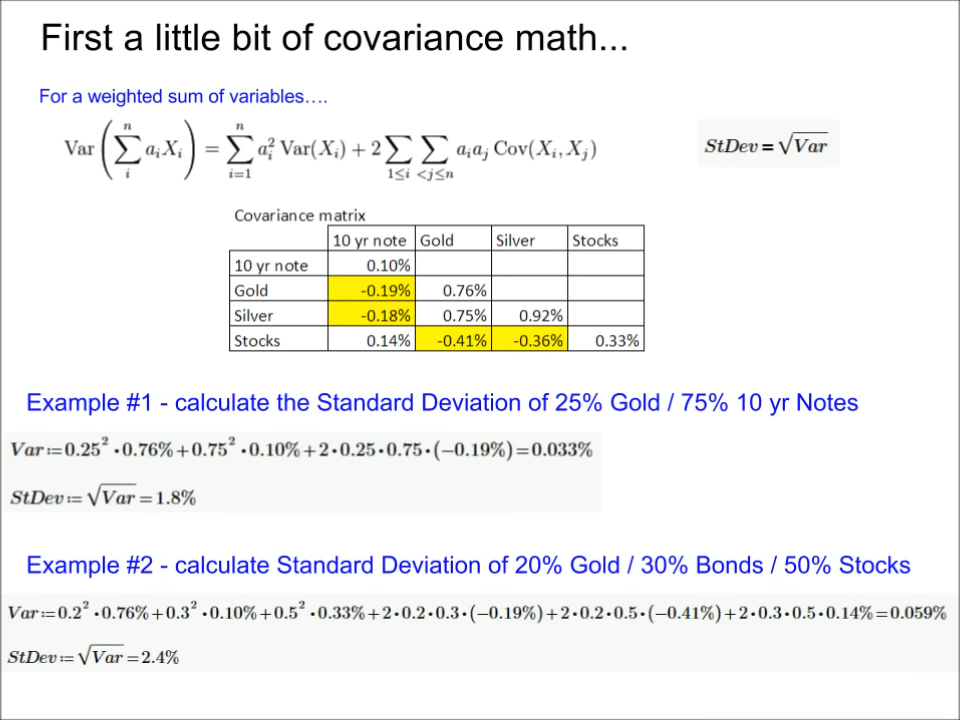 First a little bit of covariance math...
For a weighted sum of variables….
Var(∑ᵢⁿ aᵢXᵢ) = ∑ᵢ₌₁ⁿ aᵢ² Var(Xᵢ) + 2∑∑₁≤ᵢ<ⱼ≤ₙ aᵢaⱼ Cov(Xᵢ, Xⱼ)
StDev = √Var
Covariance matrix
10 yr note Gold Silver Stocks
10 yr note 0.10%
Gold -0.19% 0.76%
Silver -0.18% 0.75% 0.92%
Stocks 0.14% -0.41% -0.36% 0.33%
Example #1 - calculate the Standard Deviation of 25% Gold / 75% 10 yr Notes
Var := 0.25² · 0.76% + 0.75² · 0.10% + 2 · 0.25 · 0.75 · (−0.19%) = 0.033%
StDev := √Var = 1.8%
Example #2 - calculate Standard Deviation of 20% Gold / 30% Bonds / 50% Stocks
Var := 0.2² · 0.76% + 0.3² · 0.10% + 0.5² · 0.33% + 2 · 0.2 · 0.3 · (−0.19%) + 2 · 0.2 · 0.5 · (−0.41%) + 2 · 0.3 · 0.5 · 0.14% = 0.059%
StDev := √Var = 2.4%